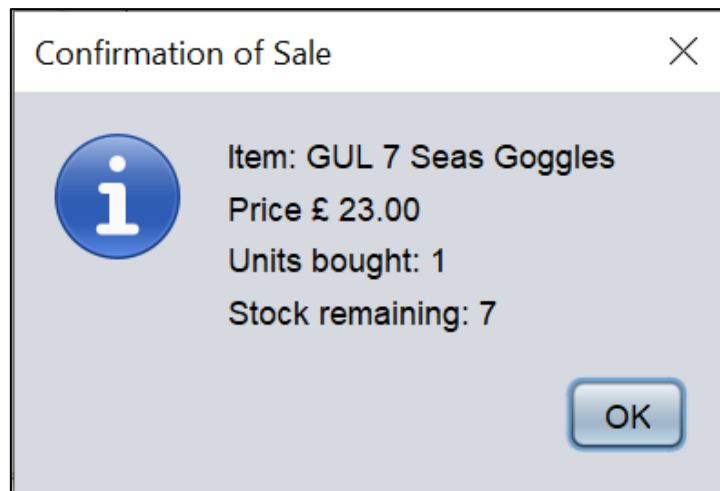 Confirmation of Sale
Item: GUL 7 Seas Goggles
Price £ 23.00
Units bought: 1
Stock remaining: 7
OK